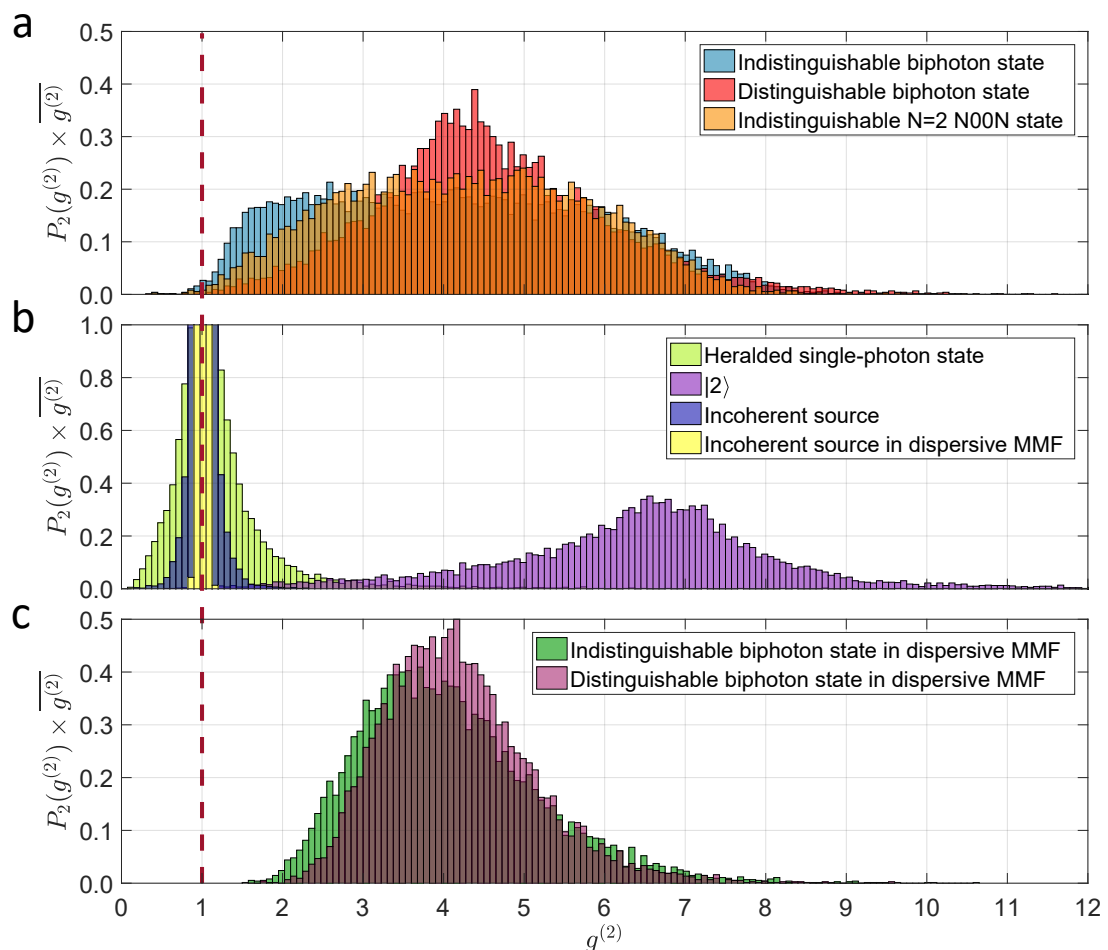 a
0.5
0.4
0.3
0.2
0.1
0.0
P₂(g⁽²⁾) × \overline{g⁽²⁾}
Indistinguishable biphoton state
Distinguishable biphoton state
Indistinguishable N=2 N00N state
b
1.0
0.8
0.6
0.4
0.2
0.0
P₂(g⁽²⁾) × \overline{g⁽²⁾}
Heralded single-photon state
|2⟩
Incoherent source
Incoherent source in dispersive MMF
c
0.5
0.4
0.3
0.2
0.1
0.0
P₂(g⁽²⁾) × \overline{g⁽²⁾}
Indistinguishable biphoton state in dispersive MMF
Distinguishable biphoton state in dispersive MMF
0 1 2 3 4 5 6 7 8 9 10 11 12
g⁽²⁾